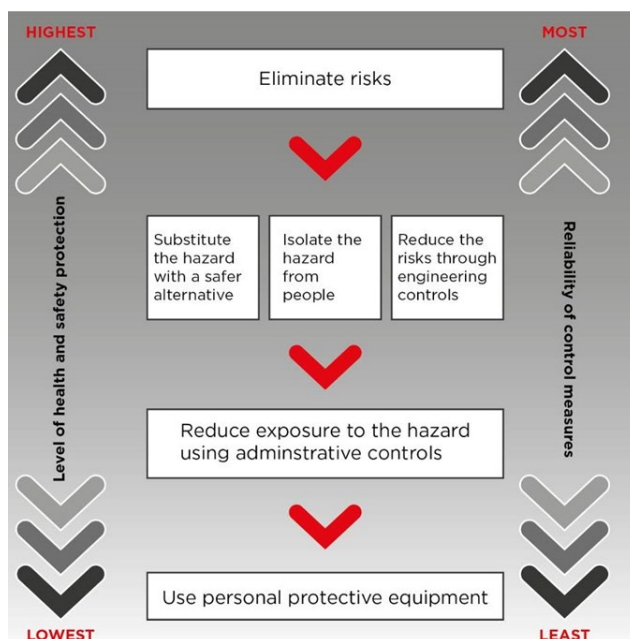 HIGHEST
MOST
Eliminate risks
Substitute
the hazard
with a safer
alternative
Isolate the
hazard
from
people
Reduce the
risks through
engineering
controls
Level of health and safety protection
Reliability of control measures
Reduce exposure to the hazard
using adminstrative controls
Use personal protective equipment
LOWEST
LEAST